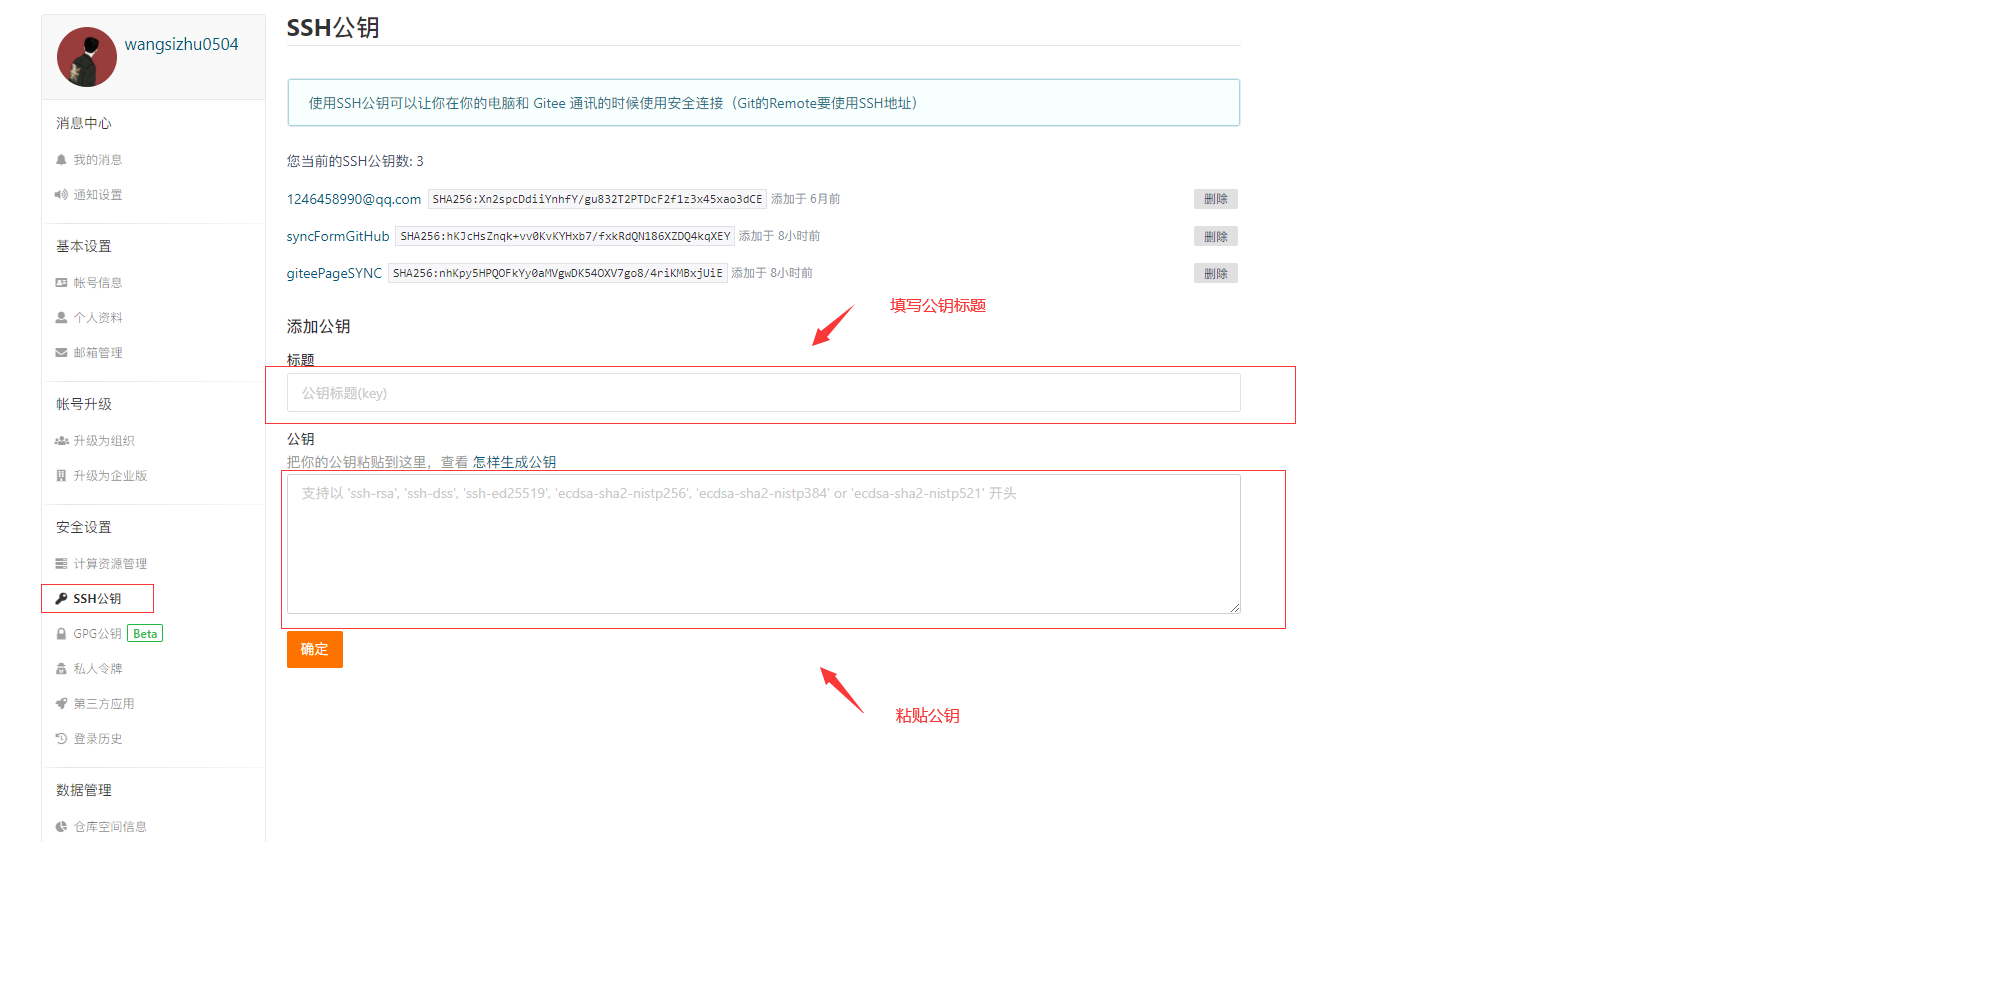 wangsizhu0504
消息中心
我的消息
通知设置
基本设置
帐号信息
个人资料
邮箱管理
帐号升级
升级为组织
升级为企业版
安全设置
计算资源管理
SSH公钥
GPG公钥 Beta
私人令牌
第三方应用
登录历史
数据管理
仓库空间信息
SSH公钥
使用SSH公钥可以让你在你的电脑和 Gitee 通讯的时候使用安全连接（Git的Remote要使用SSH地址）
您当前的SSH公钥数: 3
1246458990@qq.com SHA256:Xn2spcDdiiYnhfY/gu832T2PTDcF2f1z3x45xao3dCE 添加于 6月前 删除
syncFormGitHub SHA256:hKJcHsZnqk+vv0KvKYHxb7/fxkRdQN186XZDQ4kqXEY 添加于 8小时前 删除
giteePageSYNC SHA256:nhKpy5HPQOFkYy0aMVgwDK54OXV7go8/4riKMBxjUiE 添加于 8小时前 删除
填写公钥标题
添加公钥
标题
公钥标题(key)
公钥
把你的公钥粘贴到这里，查看 怎样生成公钥
支持以 'ssh-rsa', 'ssh-dss', 'ssh-ed25519', 'ecdsa-sha2-nistp256', 'ecdsa-sha2-nistp384' or 'ecdsa-sha2-nistp521' 开头
确定
粘贴公钥